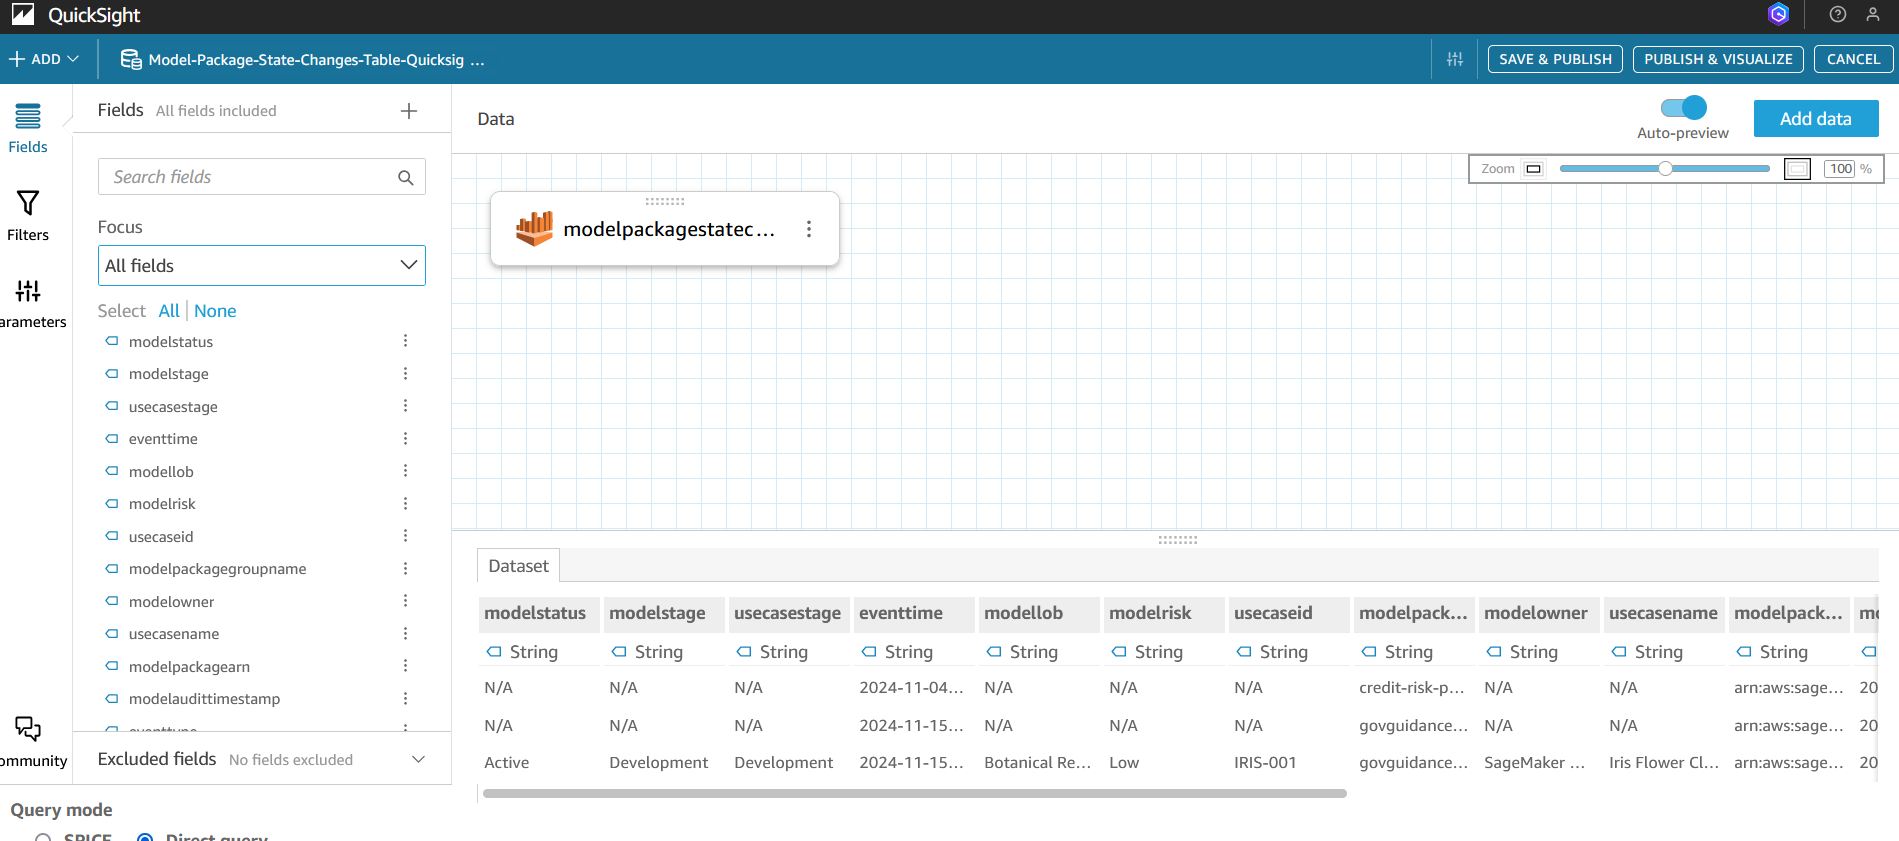 QuickSight
ADD
Model-Package-State-Changes-Table-Quicksig ...
SAVE & PUBLISH
PUBLISH & VISUALIZE
CANCEL
Fields
Filters
arameters
ommunity
Fields All fields included
Search fields
Focus
All fields
Select All | None
modelstatus
modelstage
usecasestage
eventtime
modellob
modelrisk
usecaseid
modelpackagegroupname
modelowner
usecasename
modelpackagearn
modelaudittimestamp
eventtype
Excluded fields No fields excluded
Query mode
SPICE Direct query
Data
Auto-preview
Add data
Zoom 100 %
modelpackagestatec...
Dataset
modelstatus modelstage usecasestage eventtime modellob modelrisk usecaseid modelpack... modelowner usecasename modelpack... mo
String String String String String String String String String String String
N/A N/A N/A 2024-11-04... N/A N/A N/A credit-risk-p... N/A N/A arn:aws:sage... 20
N/A N/A N/A 2024-11-15... N/A N/A N/A govguidance... N/A N/A arn:aws:sage... 20
Active Development Development 2024-11-15... Botanical Re... Low IRIS-001 govguidance... SageMaker ... Iris Flower Cl... arn:aws:sage... 20